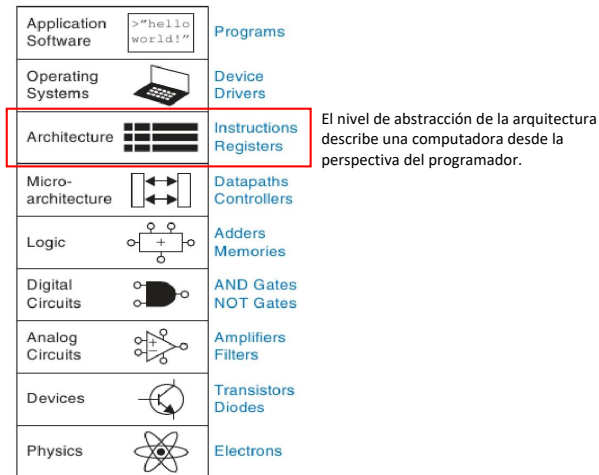 Application
Software
>"hello
world!"
Programs
Operating
Systems
Device
Drivers
Architecture
Instructions
Registers
El nivel de abstracción de la arquitectura
describe una computadora desde la
perspectiva del programador.
Micro-
architecture
Datapaths
Controllers
Logic
+
Adders
Memories
Digital
Circuits
AND Gates
NOT Gates
Analog
Circuits
+
-
Amplifiers
Filters
Devices
Transistors
Diodes
Physics
Electrons